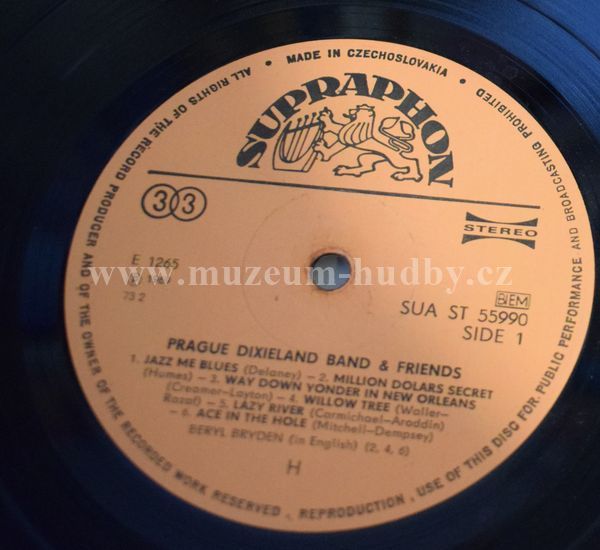 ALL RIGHTS OF THE RECORD PRODUCER AND OF THE OWNER OF THE RECORDED WORK RESERVED . REPRODUCTION . USE OF THIS DISC FOR PUBLIC PERFORMANCE AND BROADCASTING PROHIBITED
• MADE IN CZECHOSLOVAKIA •
SUPRAPHON
33
STEREO
E 1265
℗ 1967
73 2
www.muzeum-hudby.cz
BIEM
SUA ST 55990
SIDE 1
PRAGUE DIXIELAND BAND & FRIENDS
1. JAZZ ME BLUES (Delaney) – 2. MILLION DOLARS SECRET
(Humes) – 3. WAY DOWN YONDER IN NEW ORLEANS
(Creamer-Layton) – 4. WILLOW TREE (Waller-
Razaf) – 5. LAZY RIVER (Carmichael-Aroddin)
– 6. ACE IN THE HOLE (Mitchell-Dempsey)
BERYL BRYDEN (in English) (2, 4, 6)
H